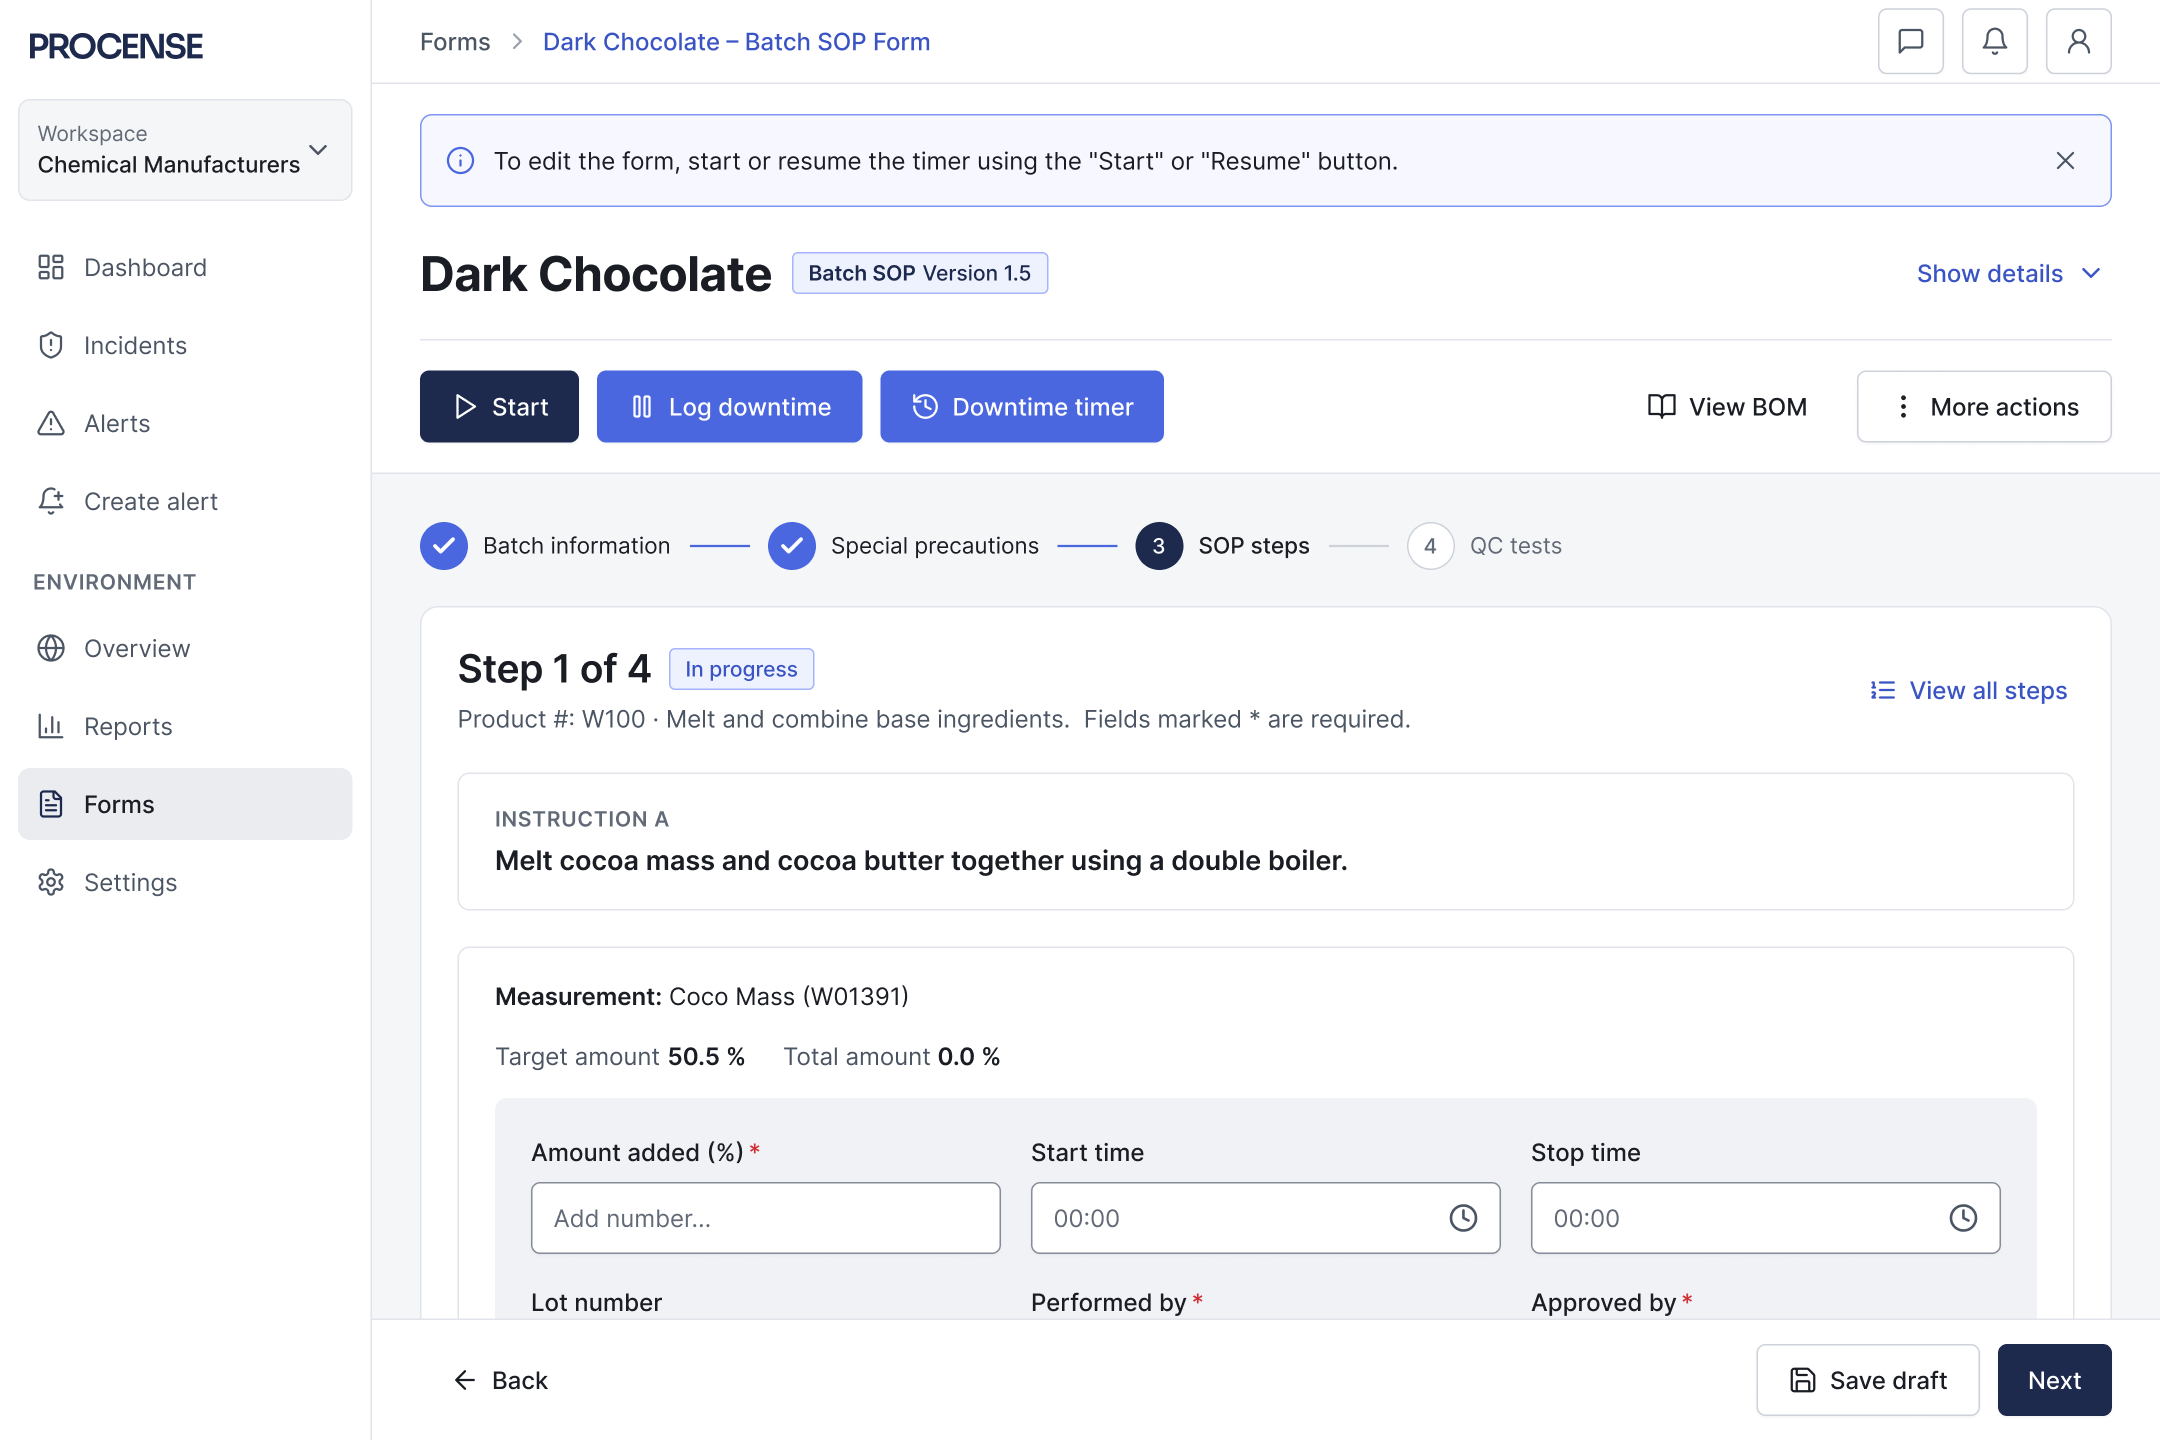 PROCENSE
Workspace
Chemical Manufacturers
Dashboard
Incidents
Alerts
Create alert
ENVIRONMENT
Overview
Reports
Forms
Settings
Forms > Dark Chocolate – Batch SOP Form
To edit the form, start or resume the timer using the "Start" or "Resume" button.
Dark Chocolate Batch SOP Version 1.5 Show details
Start Log downtime Downtime timer View BOM More actions
Batch information Special precautions 3 SOP steps 4 QC tests
Step 1 of 4 In progress
View all steps
Product #: W100 · Melt and combine base ingredients. Fields marked * are required.
INSTRUCTION A
Melt cocoa mass and cocoa butter together using a double boiler.
Measurement: Coco Mass (W01391)
Target amount 50.5 % Total amount 0.0 %
Amount added (%) * Start time Stop time
Add number... 00:00 00:00
Lot number Performed by * Approved by *
Back Save draft Next